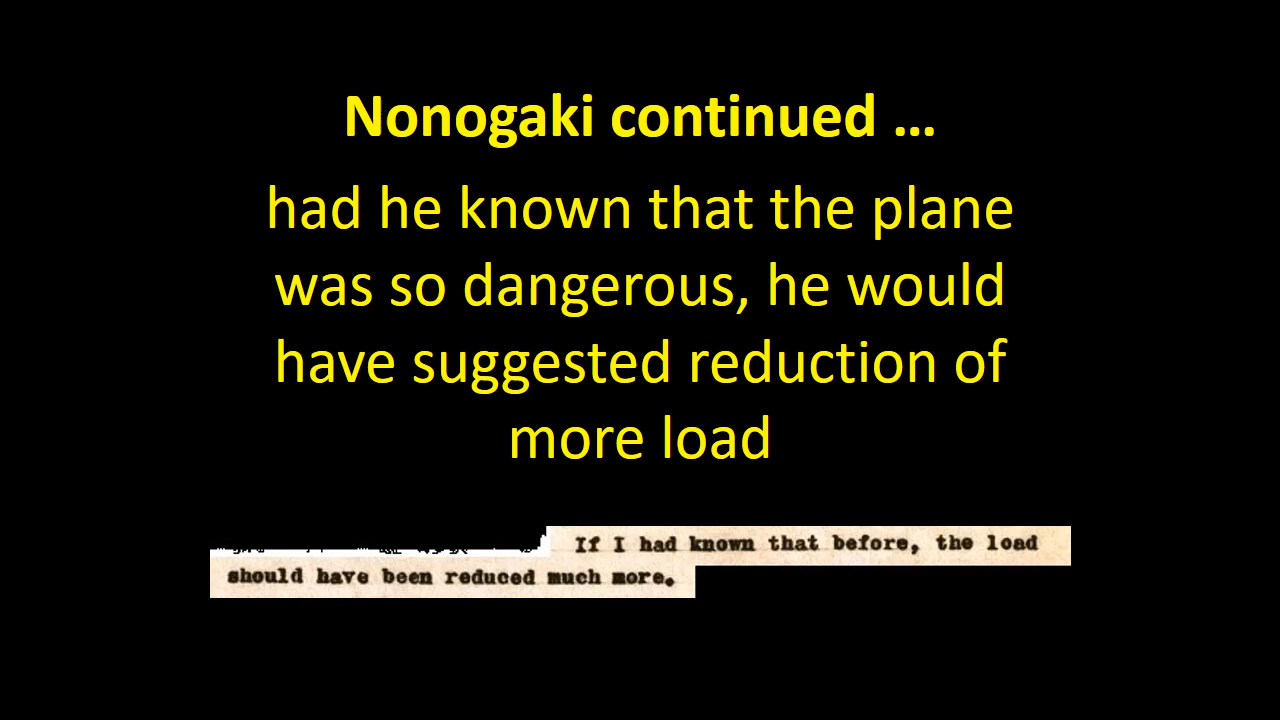 Nonogaki continued ...
had he known that the plane
was so dangerous, he would
have suggested reduction of
more load
If I had known that before, the load
should have been reduced much more.